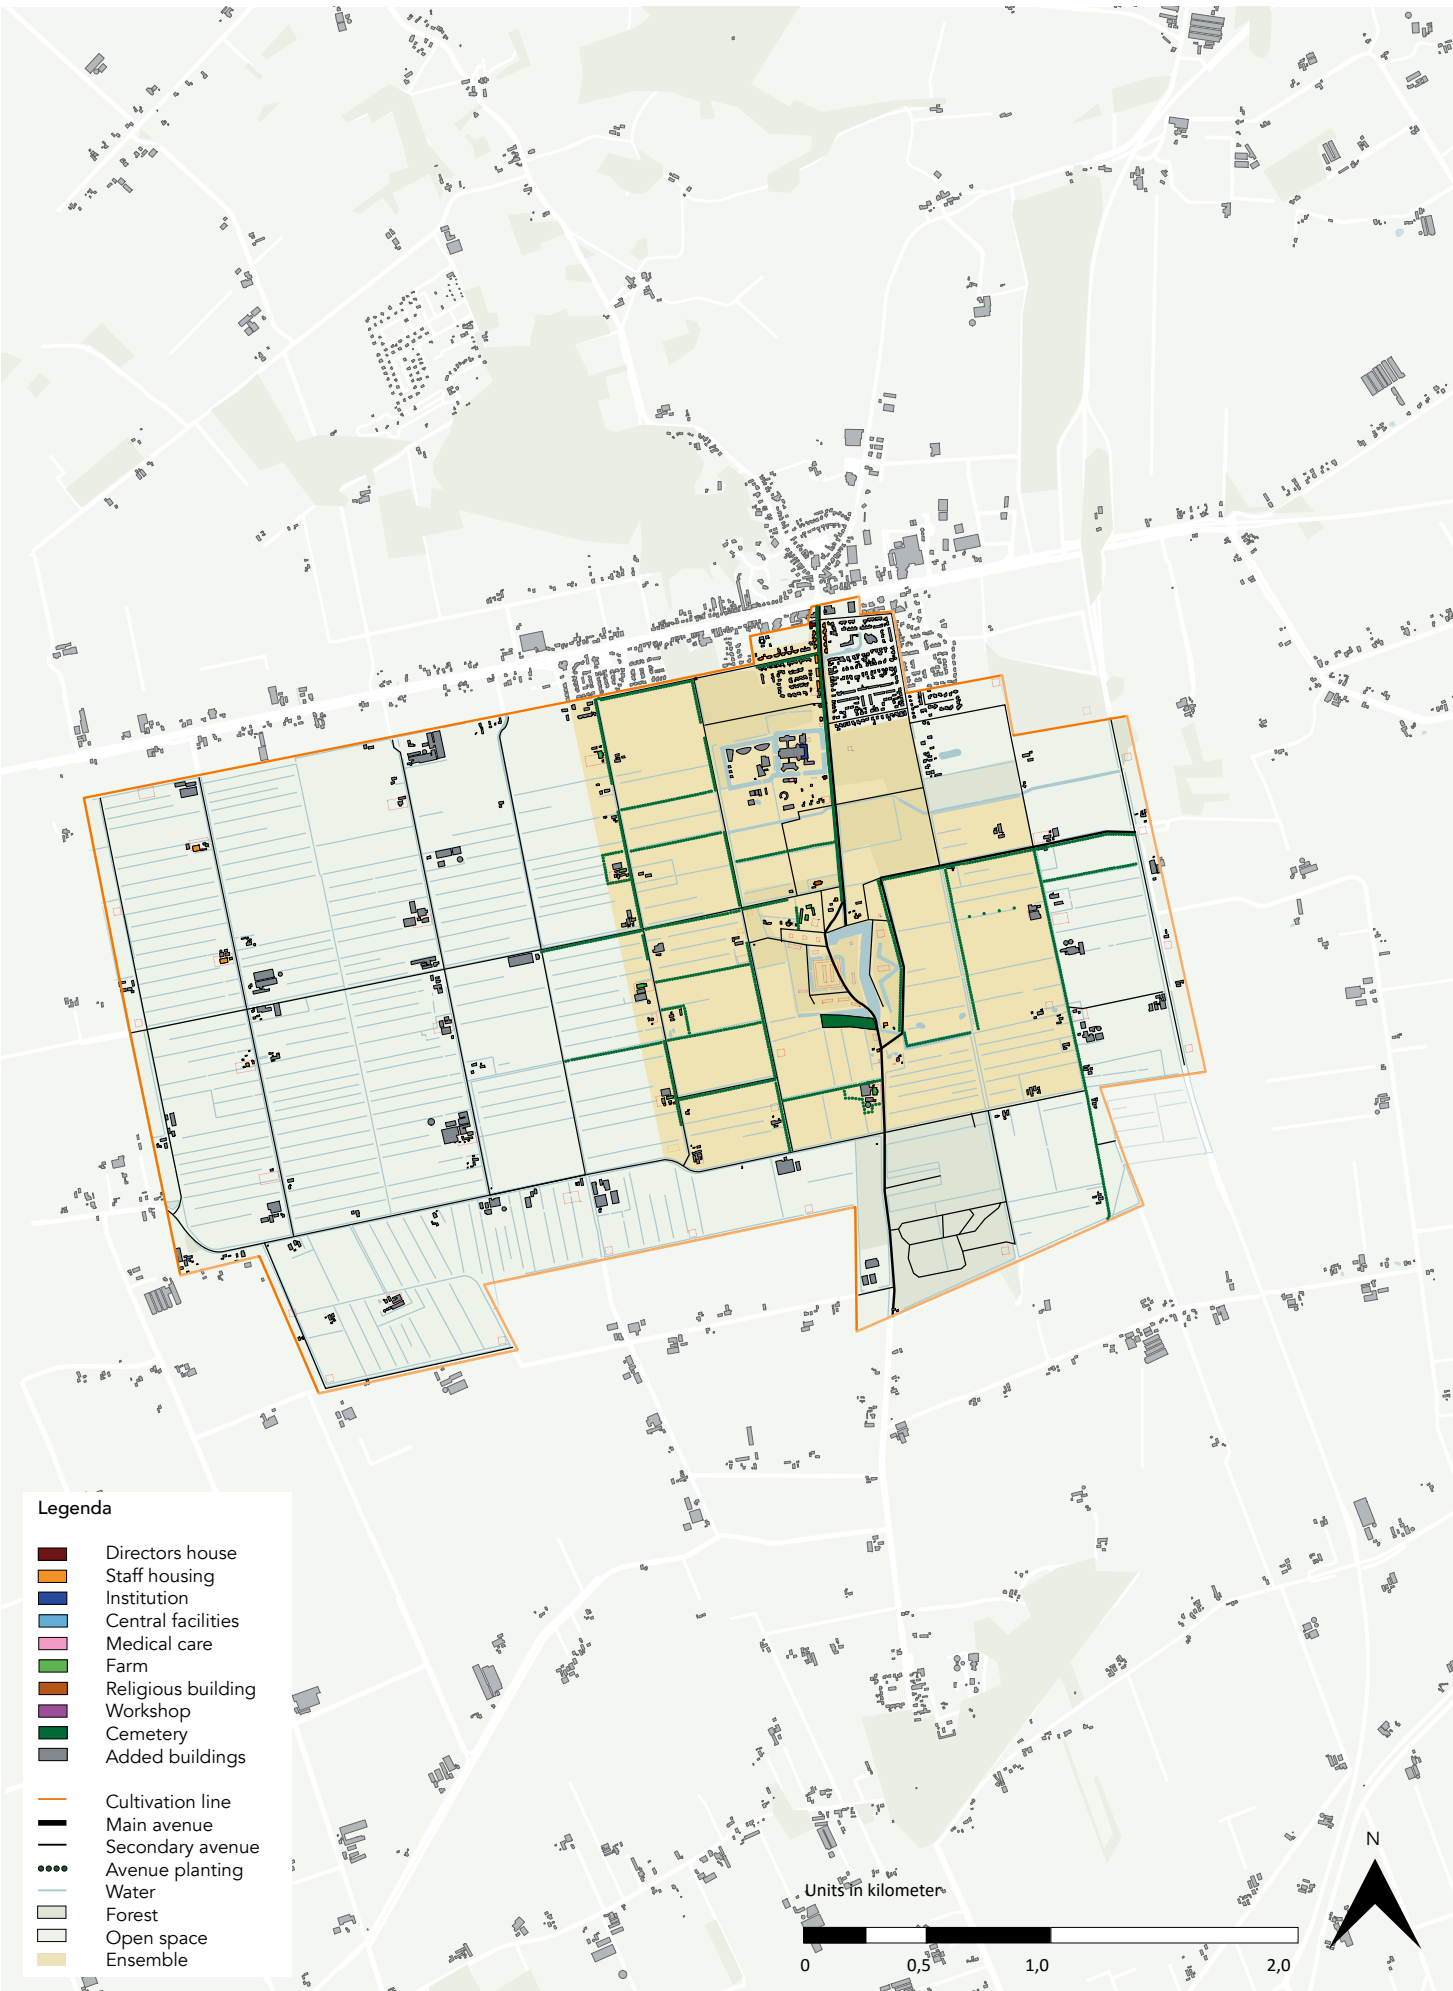 Legenda
Directors house
Staff housing
Institution
Central facilities
Medical care
Farm
Religious building
Workshop
Cemetery
Added buildings
Cultivation line
Main avenue
Secondary avenue
Avenue planting
Water
Forest
Open space
Ensemble
N
Units in kilometer
0 0,5 1,0 2,0